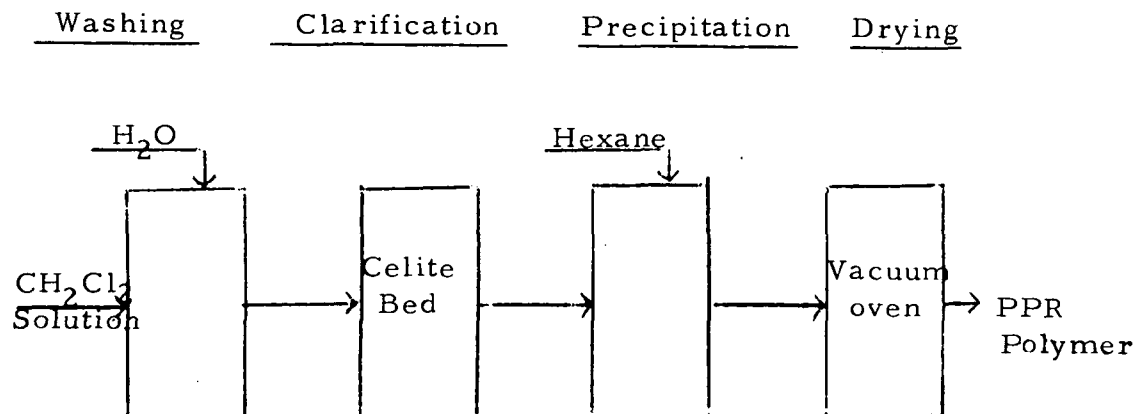 Washing Clarification Precipitation Drying
H₂O Hexane
CH₂Cl₂
Solution
Celite
Bed
Vacuum
oven
PPR
Polymer